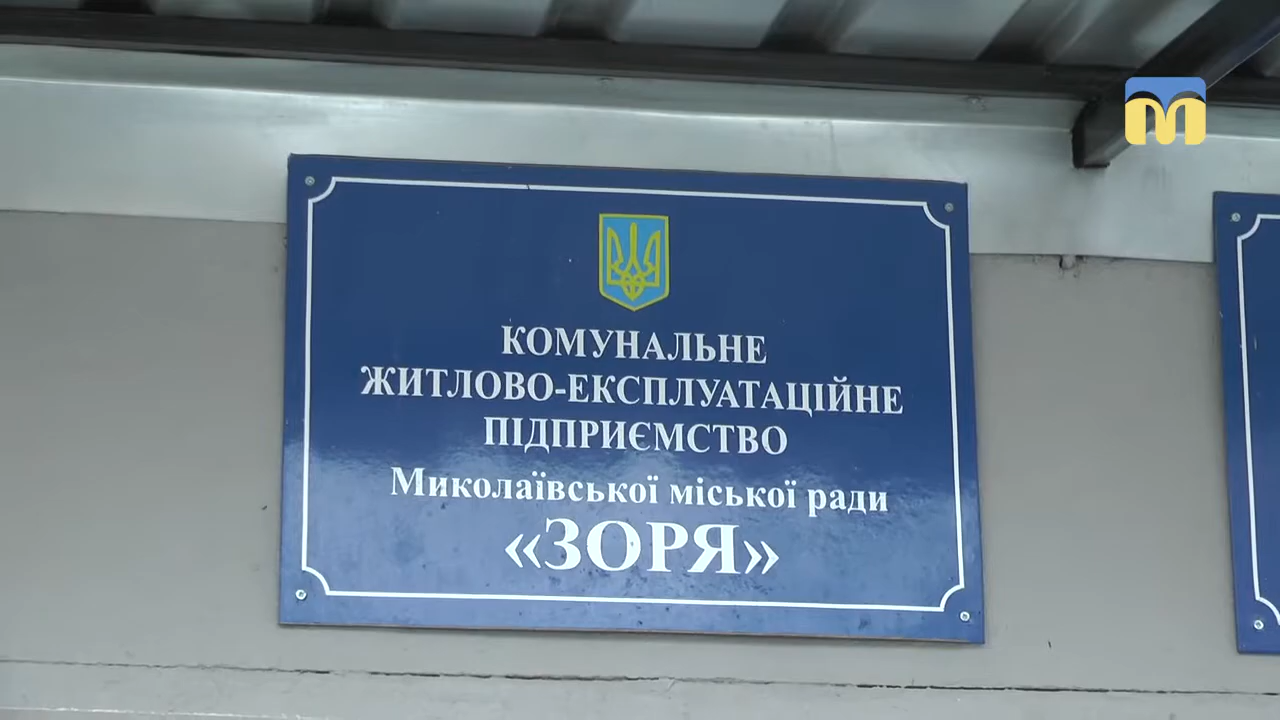 КОМУНАЛЬНЕ
ЖИТЛОВО-ЕКСПЛУАТАЦІЙНЕ
ПІДПРИЄМСТВО
Миколаївської міської ради
«ЗОРЯ»